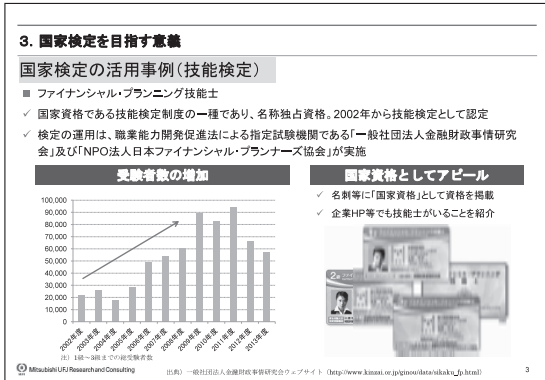 3. 国家検定を目指す意義
国家検定の活用事例(技能検定)
■ ファイナンシャル・プランニング技能士
✓ 国家資格である技能検定制度の一種であり、名称独占資格。2002年から技能検定として認定
✓ 検定の運用は、職業能力開発促進法による指定試験機関である「一般社団法人金融財政事情研究
会」及び「NPO法人日本ファイナンシャル・プランナーズ協会」が実施
受験者数の増加
100,000
90,000
80,000
70,000
60,000
50,000
40,000
30,000
20,000
10,000
0
2002年度
2003年度
2004年度
2005年度
2006年度
2007年度
2008年度
2009年度
2010年度
2011年度
2012年度
2013年度
注)1級~3級までの総受験者数
国家資格としてアピール
✓ 名刺等に「国家資格」として資格を掲載
✓ 企業HP等でも技能士がいることを紹介
Mitsubishi UFJ Research and Consulting
出典)一般社団法人金融財政事情研究会ウェブサイト(http://www.kinzai.or.jp/ginou/data/sikaku_fp.html)
3